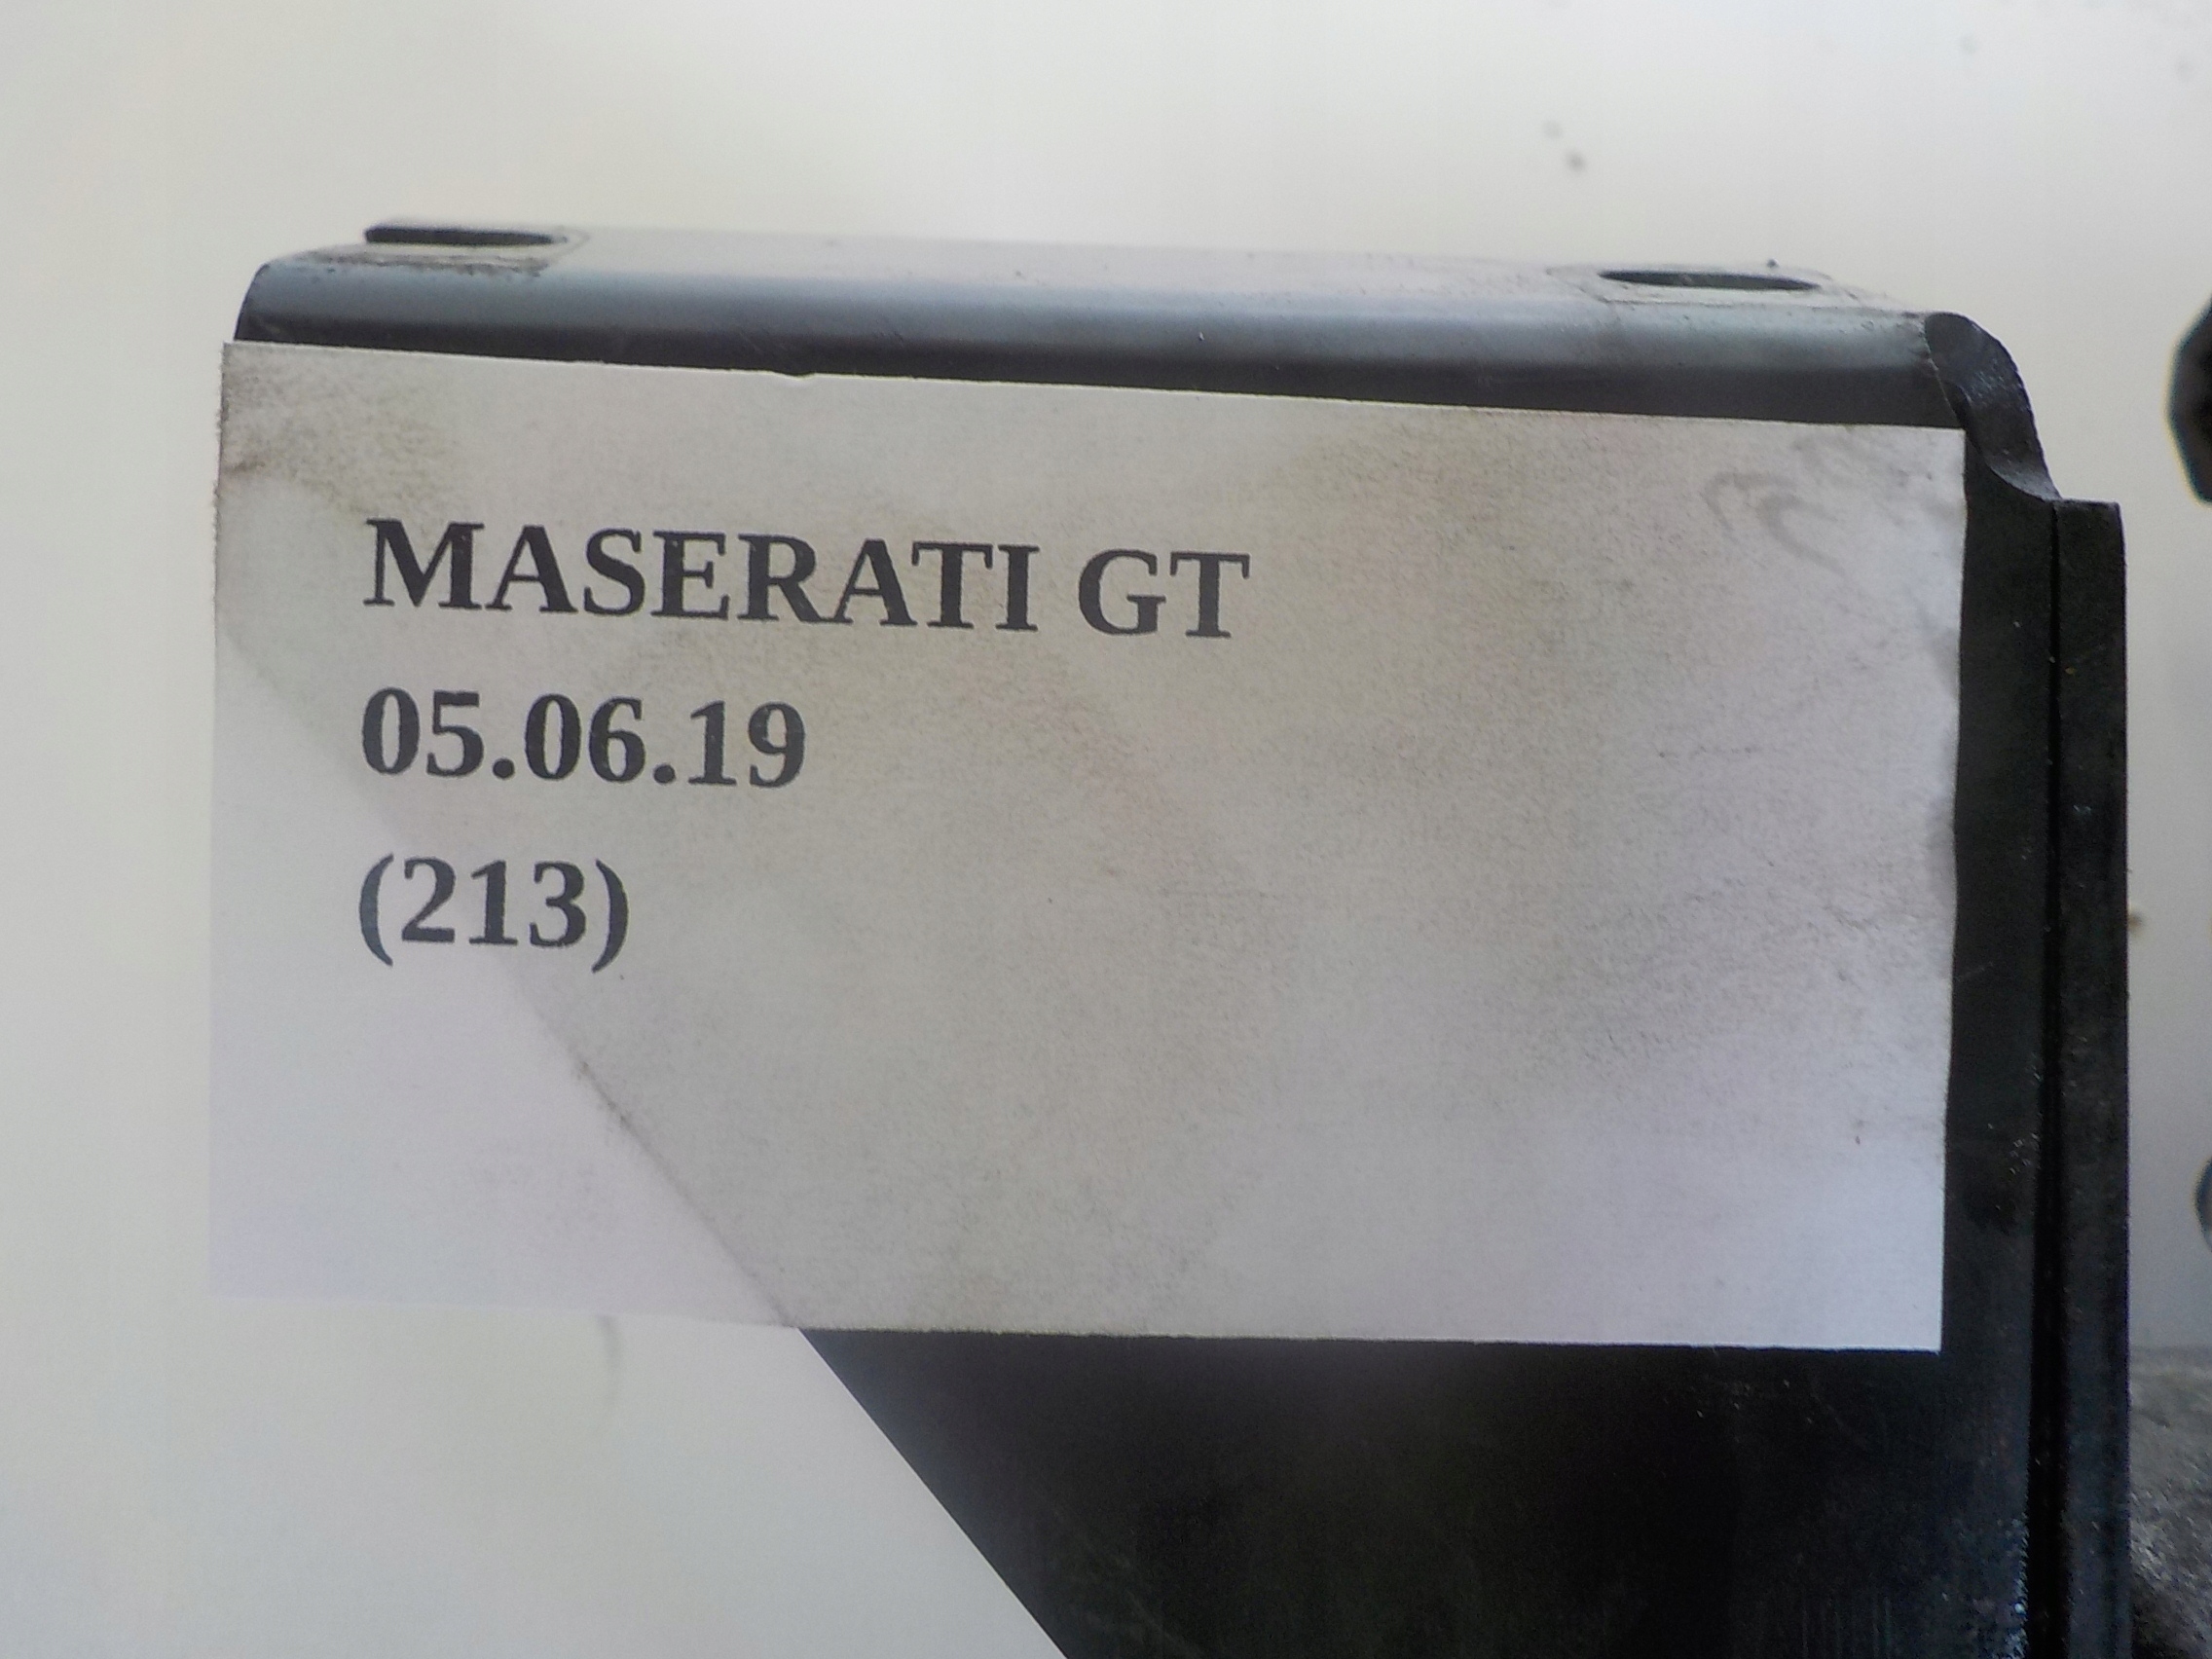 MASERATI GT
05.06.19
(213)